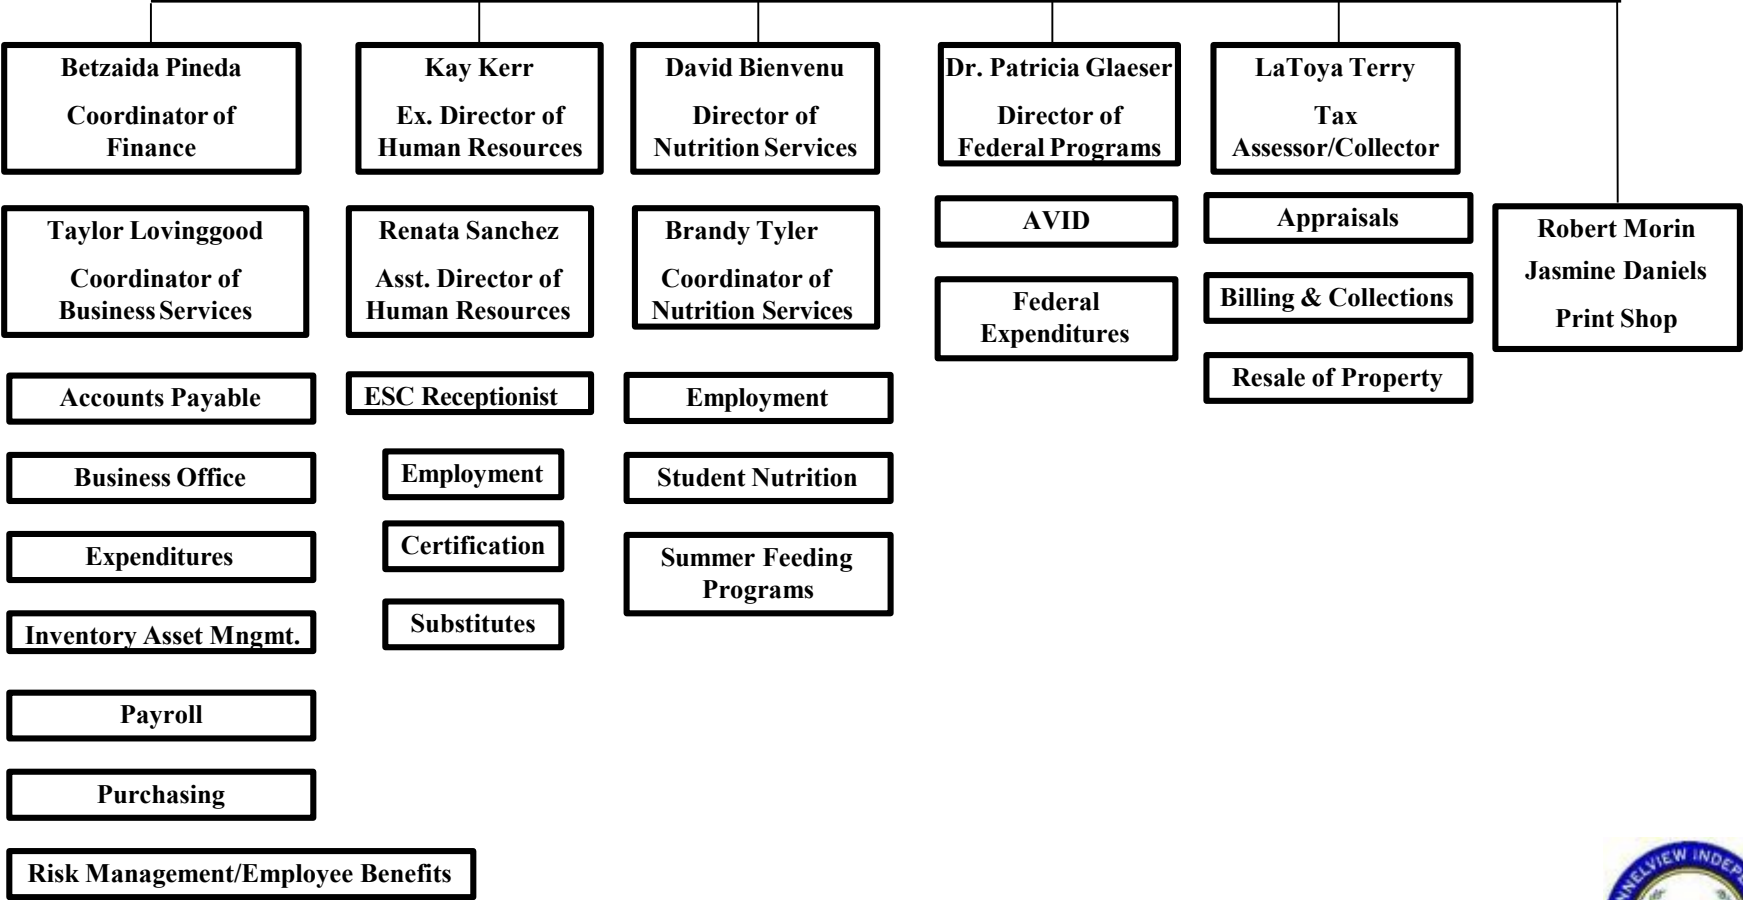 Betzaida Pineda
Coordinator of
Finance
Kay Kerr
Ex. Director of
Human Resources
David Bienvenu
Director of
Nutrition Services
Dr. Patricia Glaeser
Director of
Federal Programs
LaToya Terry
Tax
Assessor/Collector
Taylor Lovinggood
Coordinator of
Business Services
Renata Sanchez
Asst. Director of
Human Resources
Brandy Tyler
Coordinator of
Nutrition Services
AVID
Federal
Expenditures
Appraisals
Billing & Collections
Resale of Property
Robert Morin
Jasmine Daniels
Print Shop
Accounts Payable
Business Office
Expenditures
Inventory Asset Mngmt.
Payroll
Purchasing
Risk Management/Employee Benefits
ESC Receptionist
Employment
Certification
Substitutes
Employment
Student Nutrition
Summer Feeding
Programs